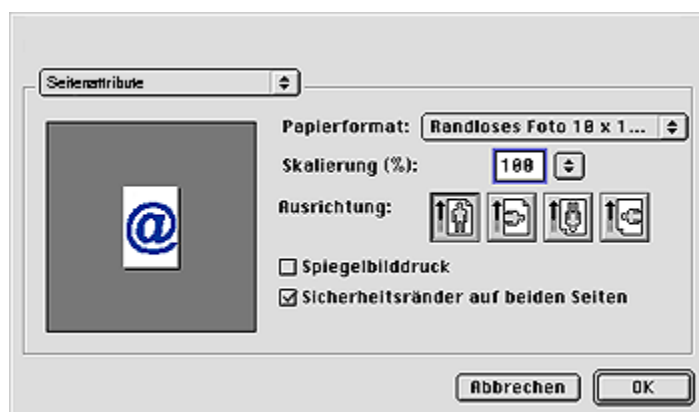 Seitenattribute
Papierformat: Randloses Foto 10 x 1...
Skalierung (%): 100
Ausrichtung:
@
Spiegelbilddruck
Sicherheitsränder auf beiden Seiten
Abbrechen OK